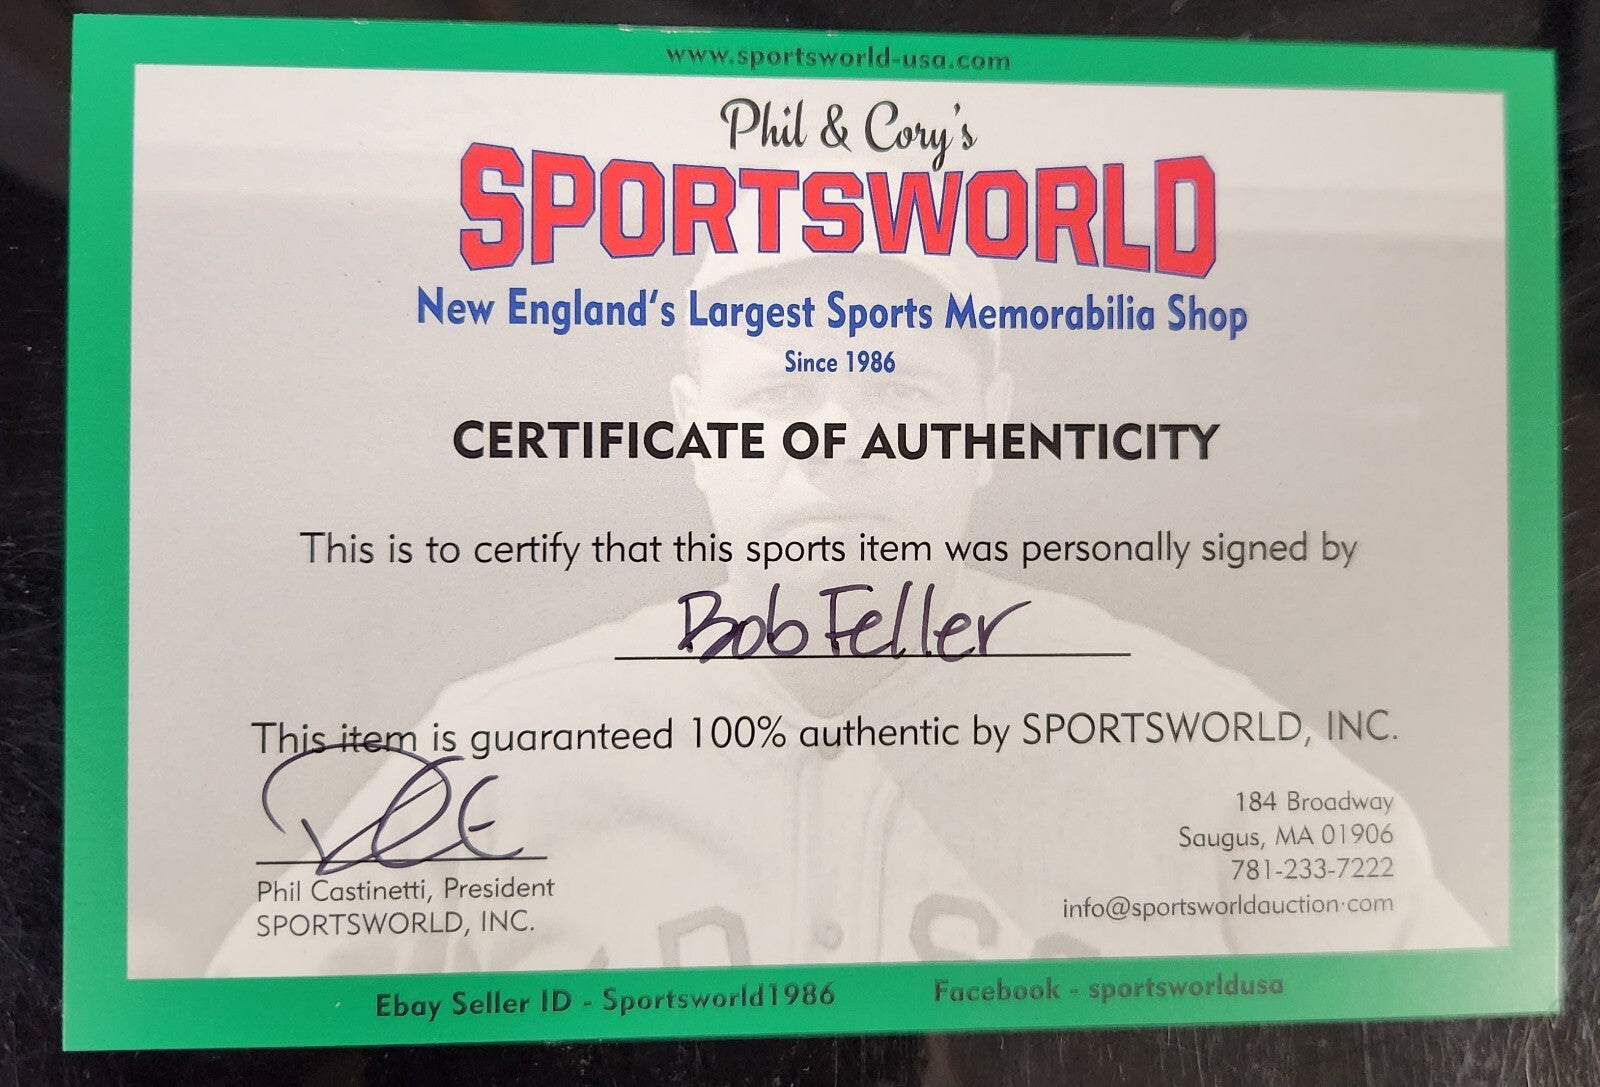 www.sportsworld-usa.com
Phil & Cory's
SPORTSWORLD
New England's Largest Sports Memorabilia Shop
Since 1986
CERTIFICATE OF AUTHENTICITY
This is to certify that this sports item was personally signed by
Bob Feller
This item is guaranteed 100% authentic by SPORTSWORLD, INC.
Phil Castinetti, President
SPORTSWORLD, INC.
184 Broadway
Saugus, MA 01906
781-233-7222
info@sportsworldauction·com
Ebay Seller ID - Sportsworld1986
Facebook - sportsworldusa